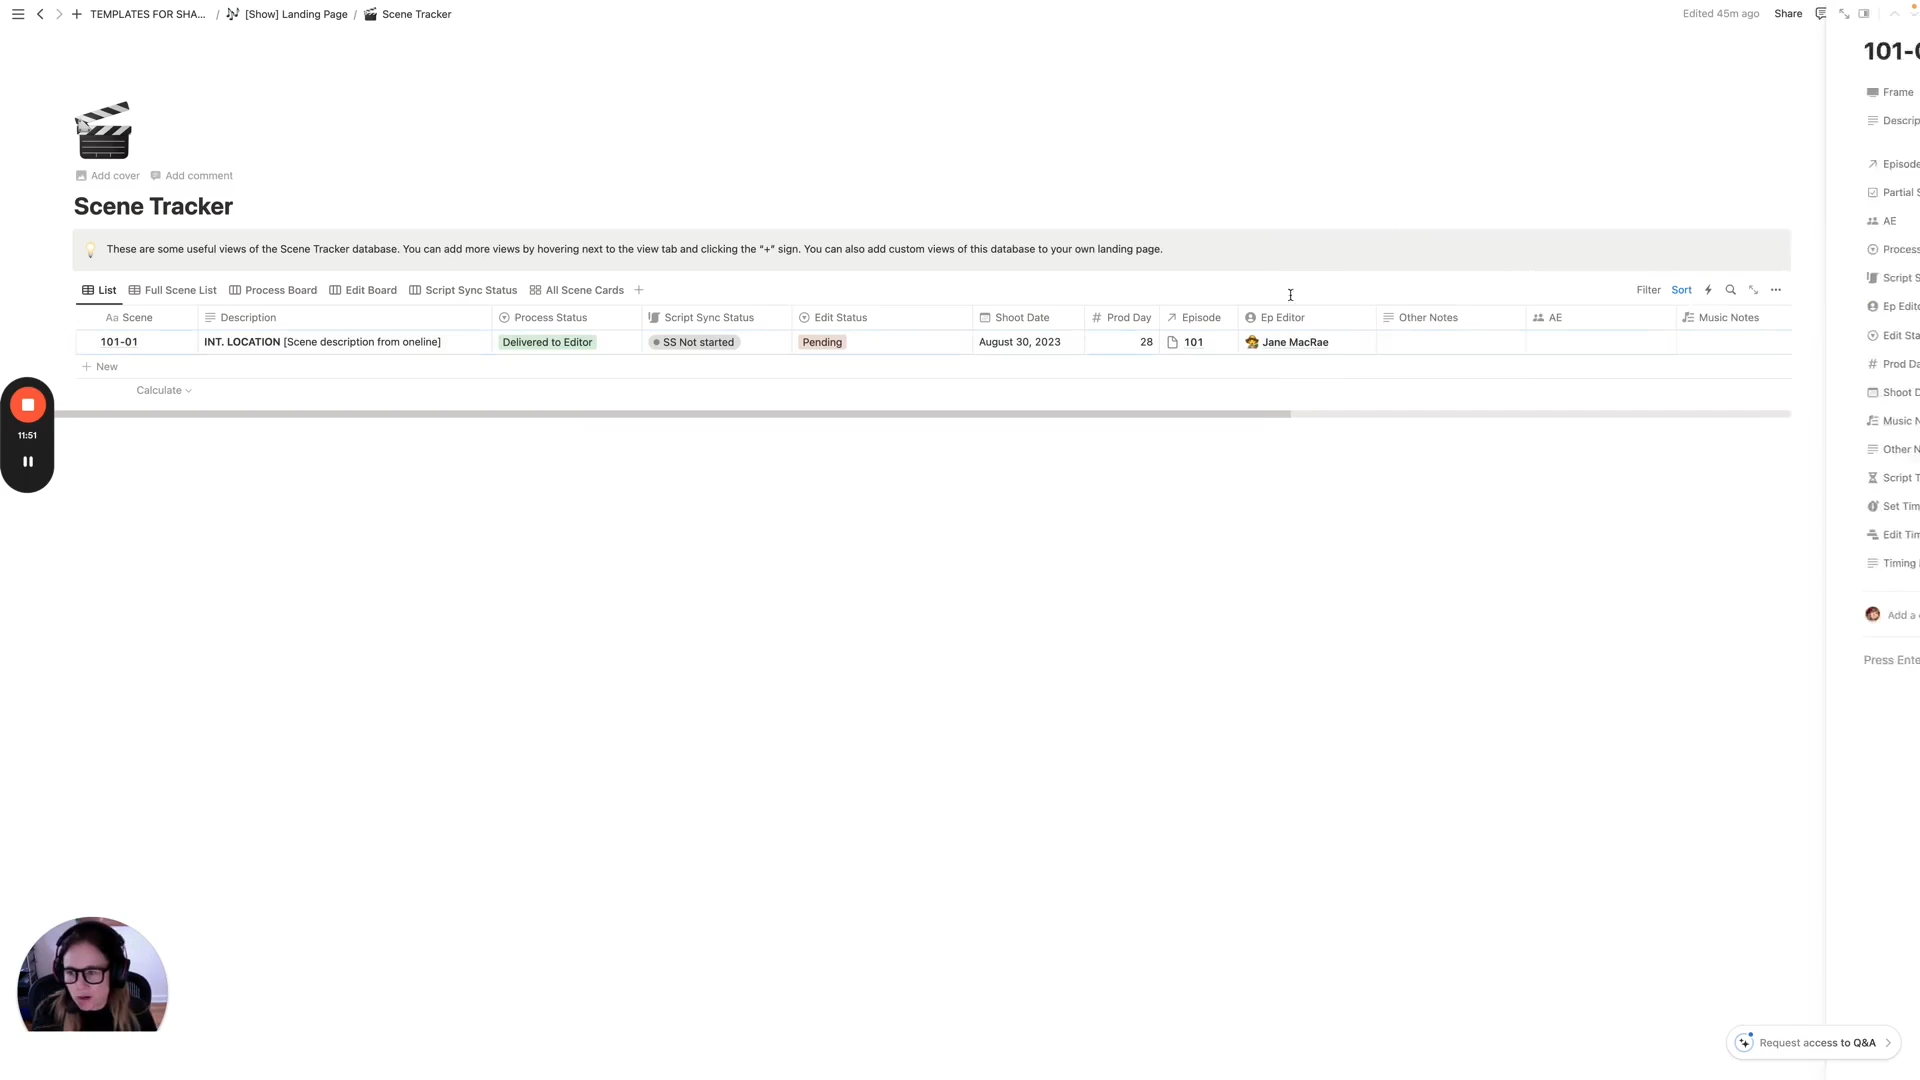 TEMPLATES FOR SHA... / [Show] Landing Page / Scene Tracker
Edited 45m ago Share
101-
Frame
Descrip
Episode
Partial S
AE
Process
Script S
Ep Edito
Edit Sta
Prod Da
Shoot D
Music N
Other N
Script T
Set Tim
Edit Tim
Timing
Add a
Press Ente
Add cover Add comment
Scene Tracker
These are some useful views of the Scene Tracker database. You can add more views by hovering next to the view tab and clicking the "+" sign. You can also add custom views of this database to your own landing page.
List Full Scene List Process Board Edit Board Script Sync Status All Scene Cards +
Filter Sort
Aa Scene Description Process Status Script Sync Status Edit Status Shoot Date # Prod Day Episode Ep Editor Other Notes AE Music Notes
101-01 INT. LOCATION [Scene description from oneline] Delivered to Editor SS Not started Pending August 30, 2023 28 101 Jane MacRae
+ New
Calculate
11:51
Request access to Q&A